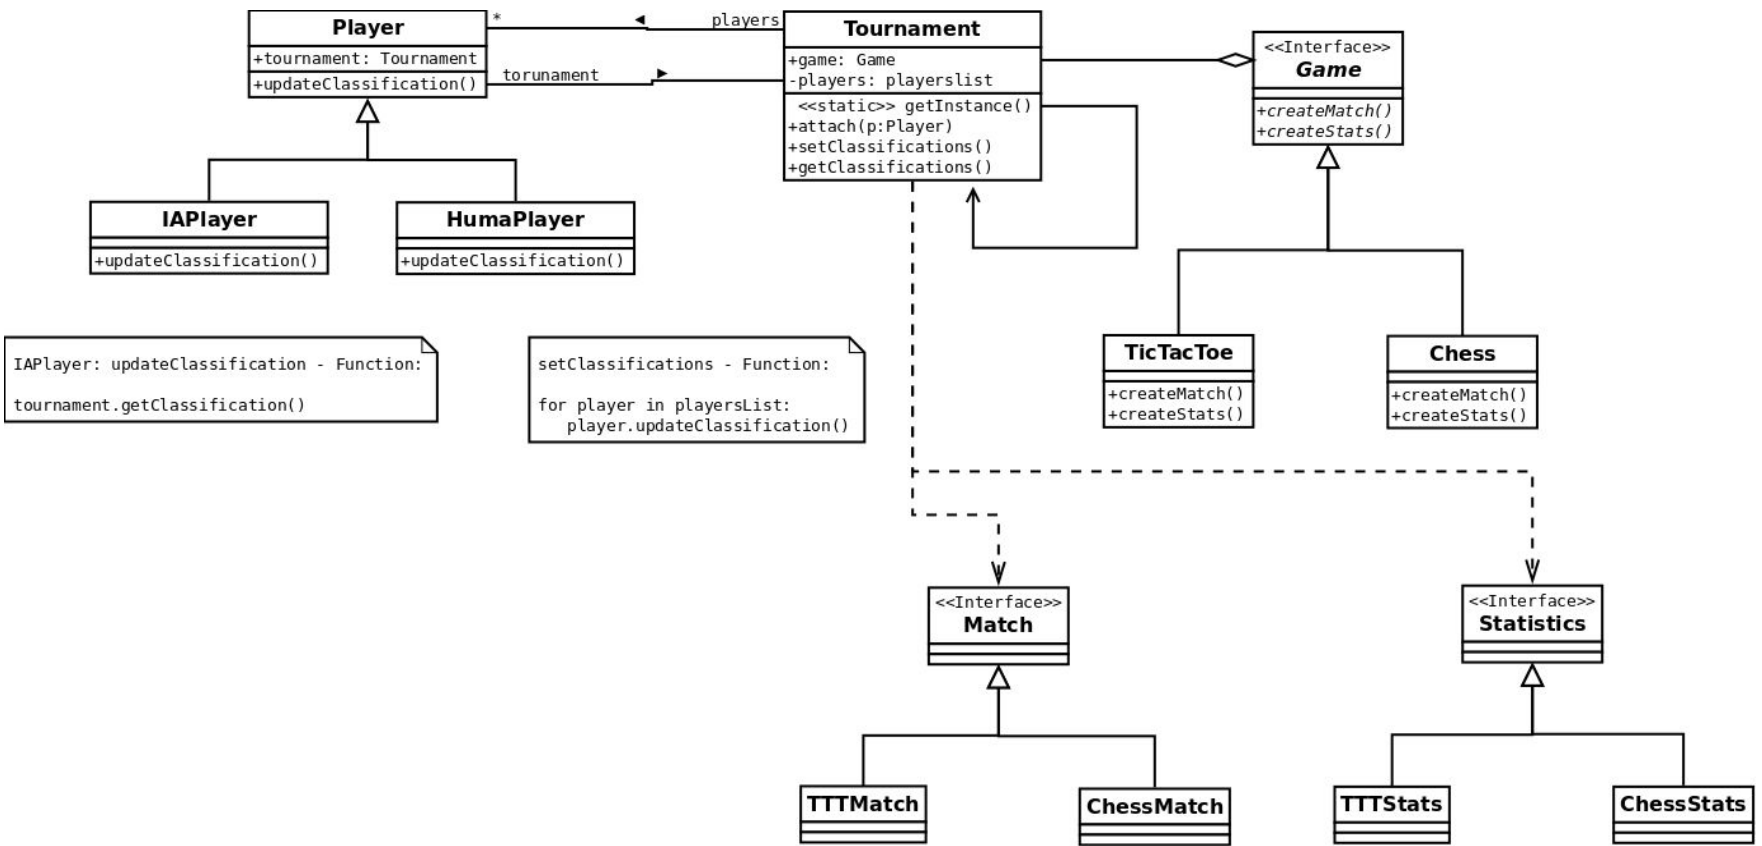 Player
+tournament: Tournament
+updateClassification()
*
players
torunament
Tournament
+game: Game
-players: playerslist
<<static>> getInstance()
+attach(p:Player)
+setClassifications()
+getClassifications()
<<Interface>>
Game
+createMatch()
+createStats()
IAPlayer
+updateClassification()
HumaPlayer
+updateClassification()
IAPlayer: updateClassification - Function:
tournament.getClassification()
setClassifications - Function:
for player in playersList:
player.updateClassification()
TicTacToe
+createMatch()
+createStats()
Chess
+createMatch()
+createStats()
<<Interface>>
Match
<<Interface>>
Statistics
TTTMatch
ChessMatch
TTTStats
ChessStats